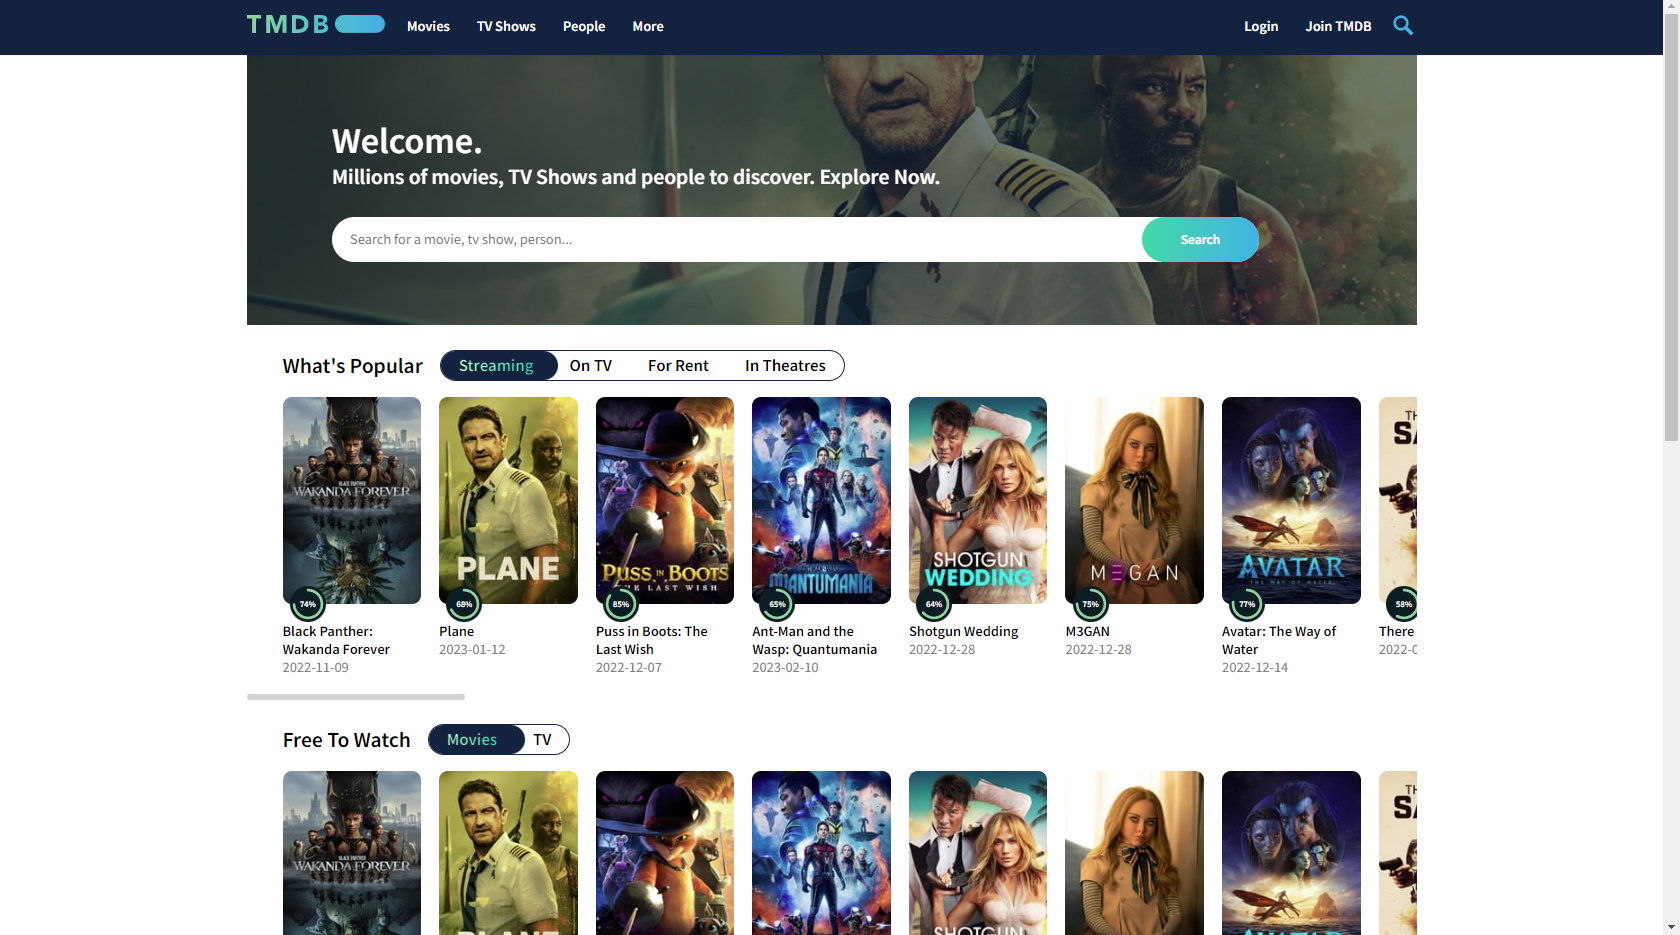 TMDB Movies TV Shows People More Login Join TMDB
Welcome.
Millions of movies, TV Shows and people to discover. Explore Now.
Search for a movie, tv show, person... Search
What's Popular Streaming On TV For Rent In Theatres
BLACK PANTHER
WAKANDA FOREVER
PLANE
PUSS IN BOOTS
THE LAST WISH
QUANTUMANIA
SHOTGUN
WEDDING
M3GAN
AVATAR
THE WAY OF WATER
74% 68% 85% 65% 64% 75% 77% 58%
Black Panther:
Wakanda Forever
2022-11-09
Plane
2023-01-12
Puss in Boots: The
Last Wish
2022-12-07
Ant-Man and the
Wasp: Quantumania
2023-02-10
Shotgun Wedding
2022-12-28
M3GAN
2022-12-28
Avatar: The Way of
Water
2022-12-14
There
2022-0
Free To Watch Movies TV
BLACK PANTHER
WAKANDA FOREVER